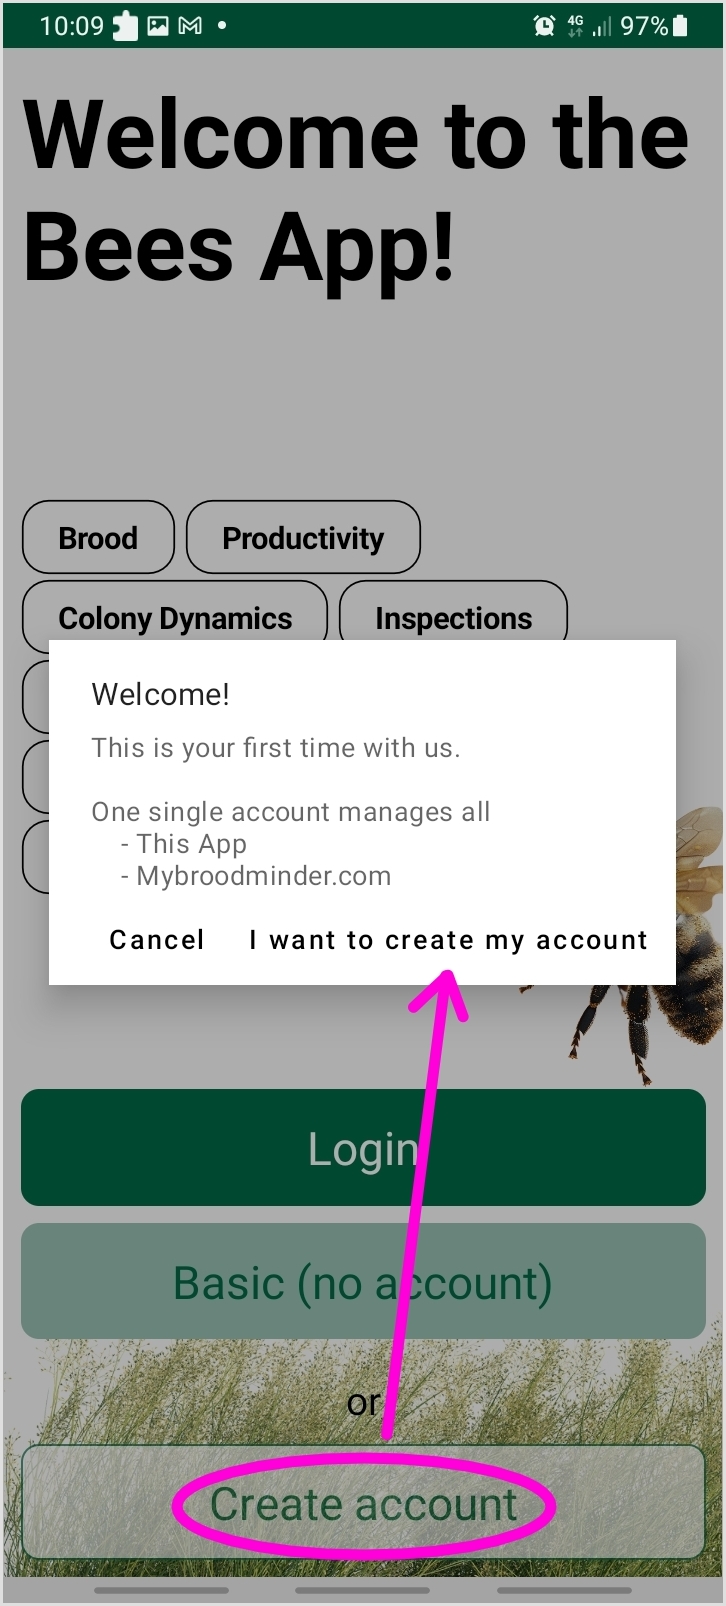 10:09 4G 97%
Welcome to the
Bees App!
Brood Productivity
Colony Dynamics Inspections
Welcome!
This is your first time with us.
One single account manages all
- This App
- Mybroodminder.com
Cancel I want to create my account
Login
Basic (no account)
or
Create account